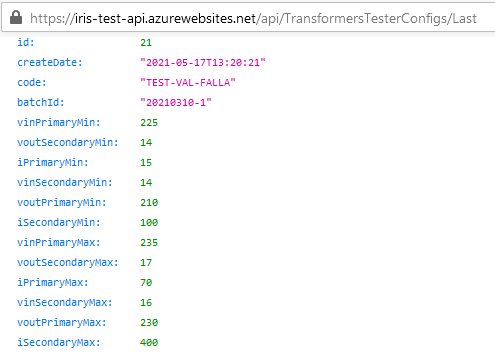 https://iris-test-api.azurewebsites.net/api/TransformersTesterConfigs/Last
id: 21
createDate: "2021-05-17T13:20:21"
code: "TEST-VAL-FALLA"
batchId: "20210310-1"
vinPrimaryMin: 225
voutSecondaryMin: 14
iPrimaryMin: 15
vinSecondaryMin: 14
voutPrimaryMin: 210
iSecondaryMin: 100
vinPrimaryMax: 235
voutSecondaryMax: 17
iPrimaryMax: 70
vinSecondaryMax: 16
voutPrimaryMax: 230
iSecondaryMax: 400